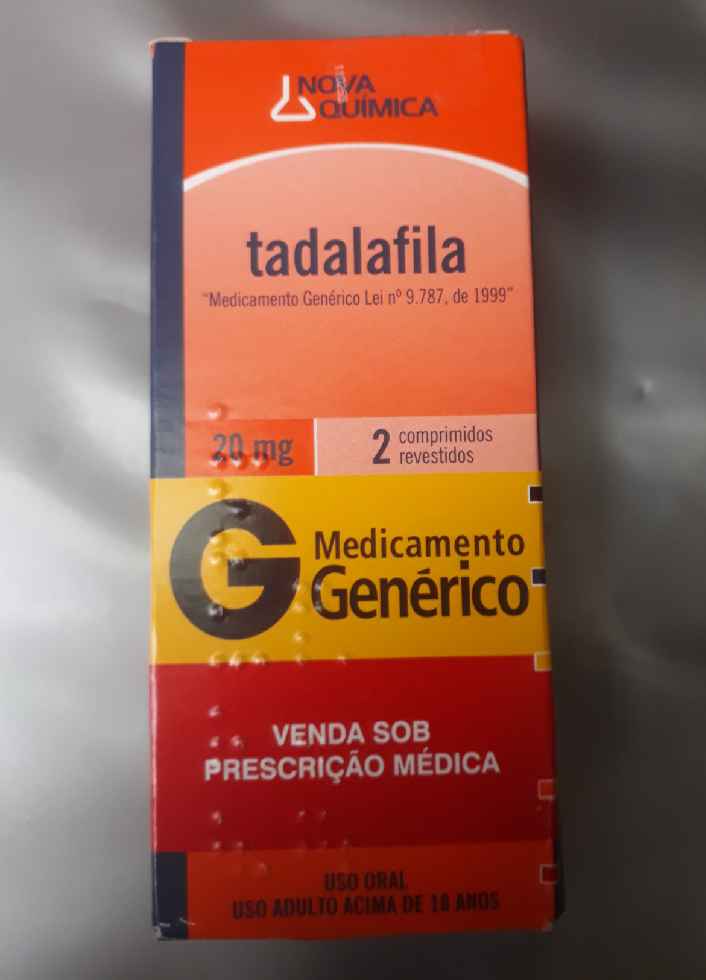 NOVA
QUÍMICA
tadalafila
"Medicamento Genérico Lei nº 9.787, de 1999"
20 mg
2 comprimidos
revestidos
G
Medicamento
Genérico
VENDA SOB
PRESCRIÇÃO MÉDICA
USO ORAL
USO ADULTO ACIMA DE 18 ANOS